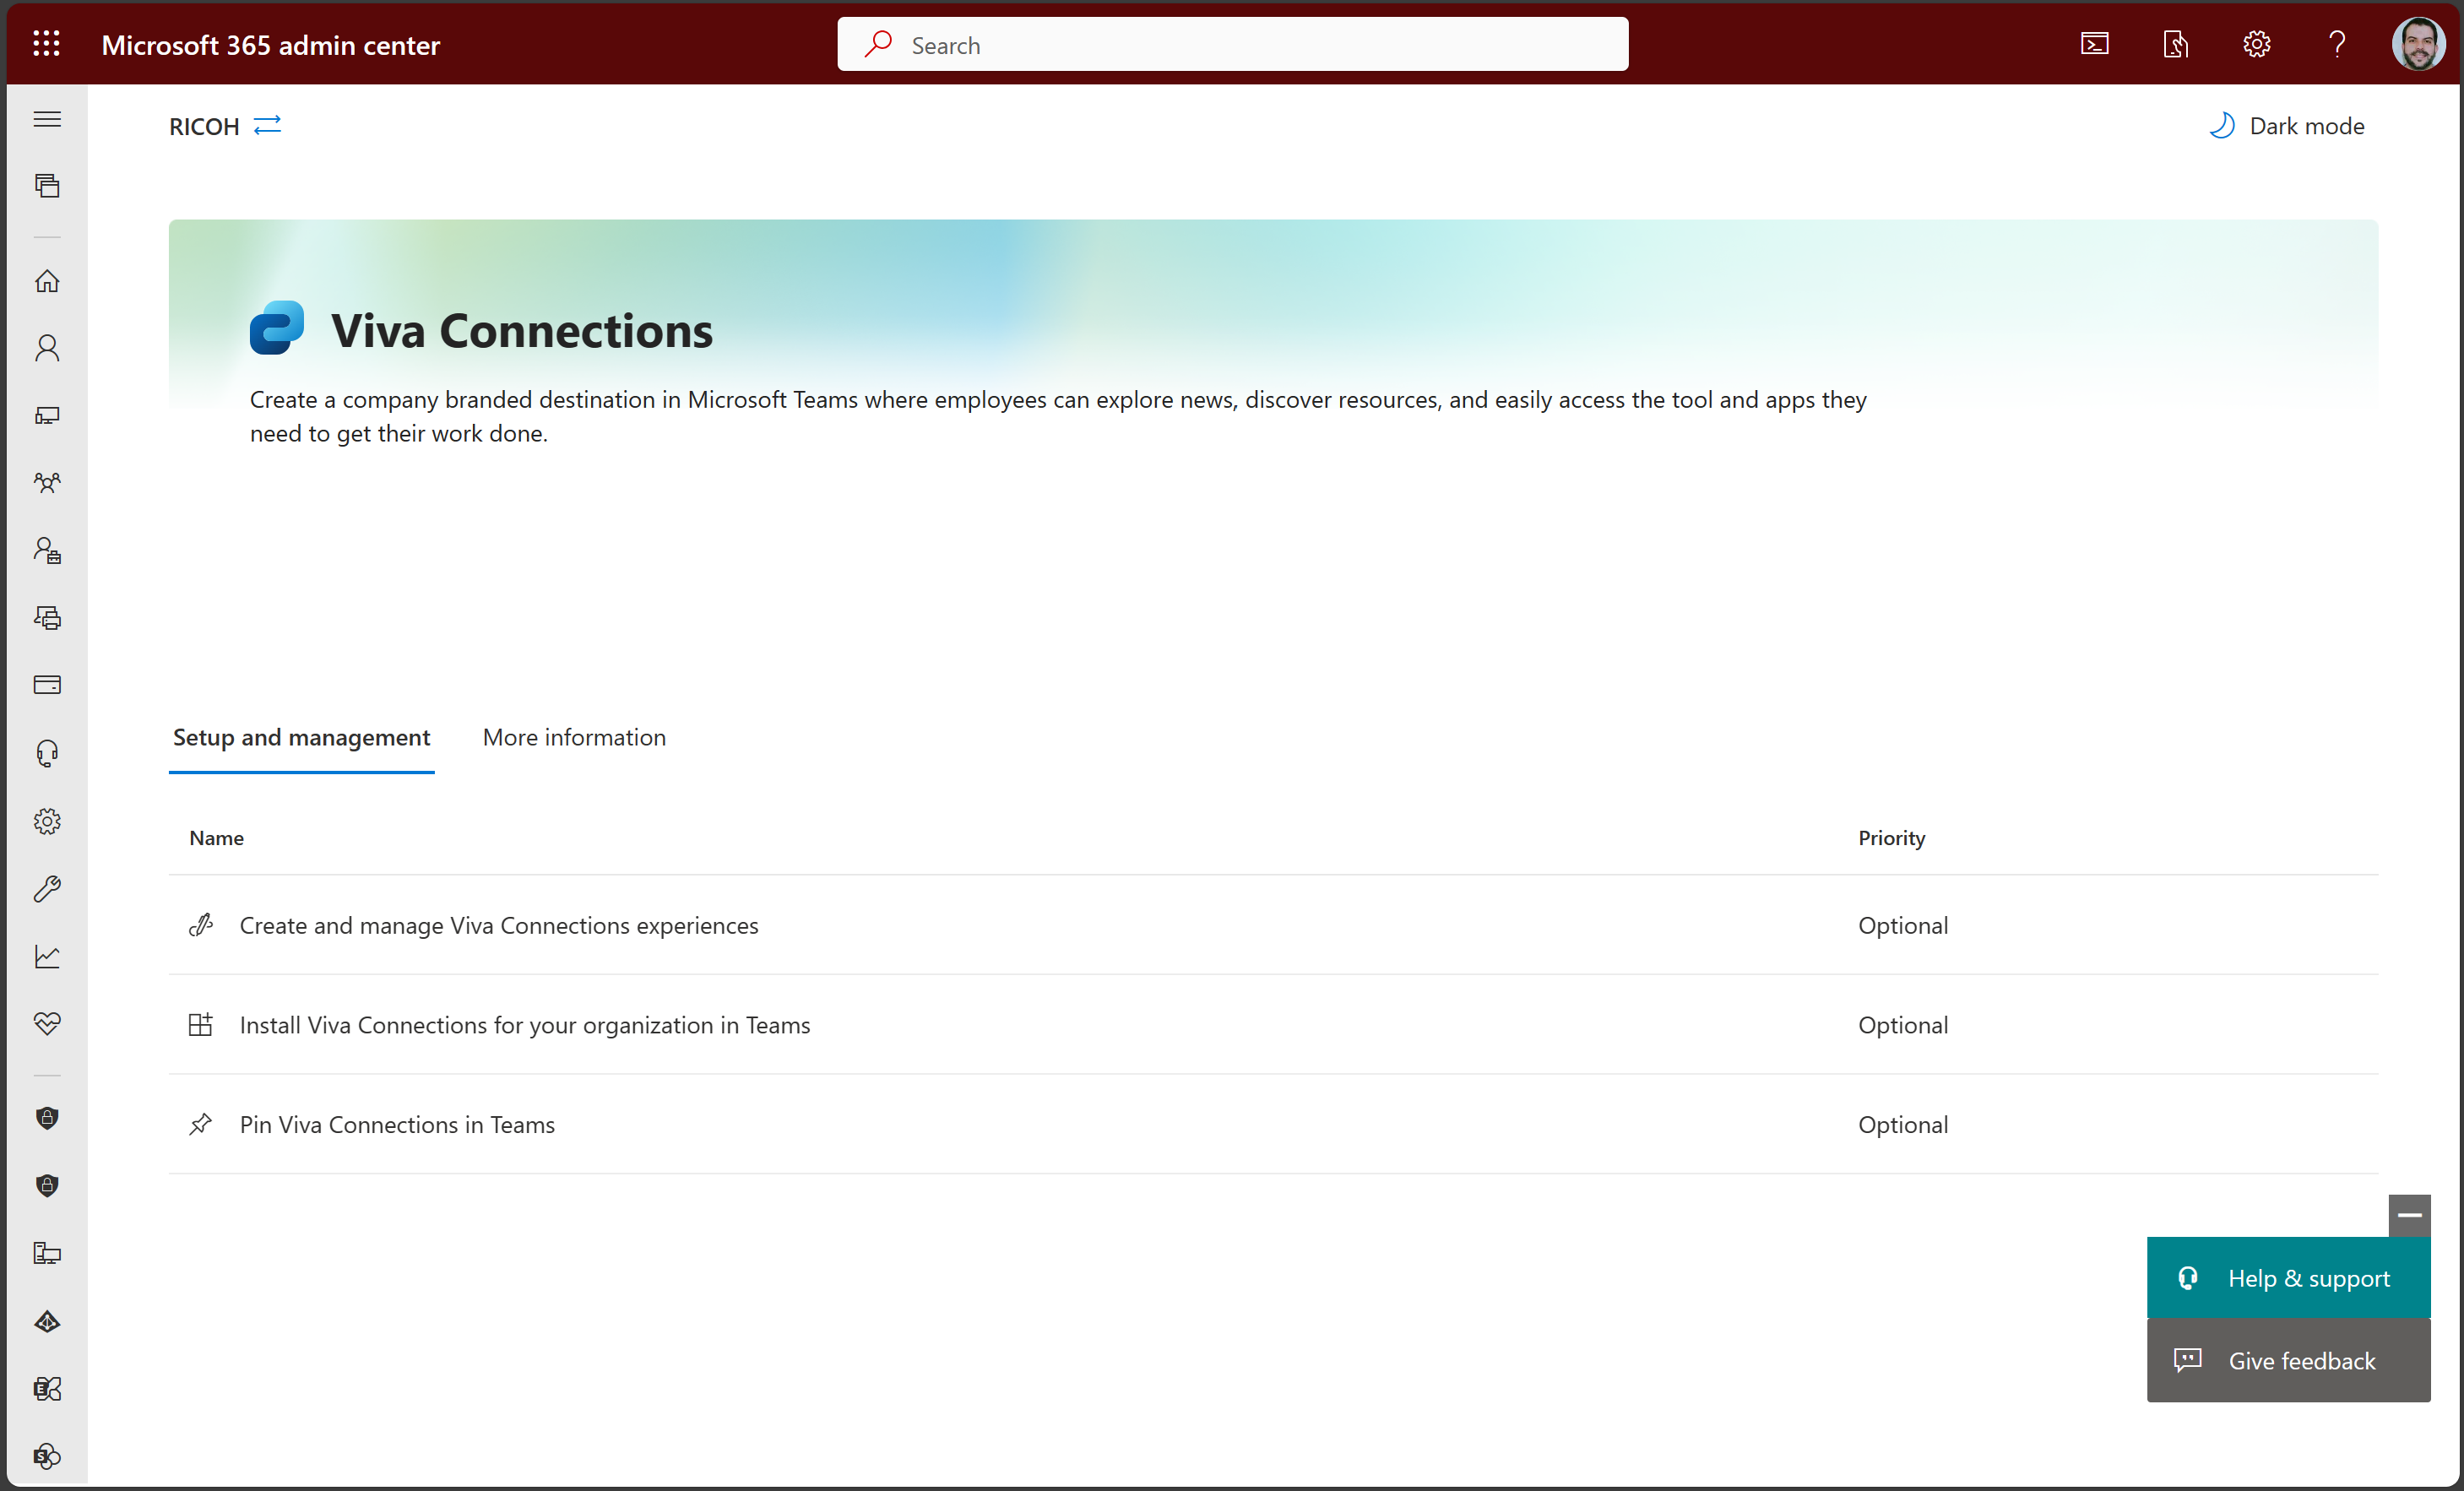 Microsoft 365 admin center
Search
RICOH
Dark mode
Viva Connections
Create a company branded destination in Microsoft Teams where employees can explore news, discover resources, and easily access the tool and apps they
need to get their work done.
Setup and management
More information
Name
Priority
Create and manage Viva Connections experiences
Optional
Install Viva Connections for your organization in Teams
Optional
Pin Viva Connections in Teams
Optional
Help & support
Give feedback